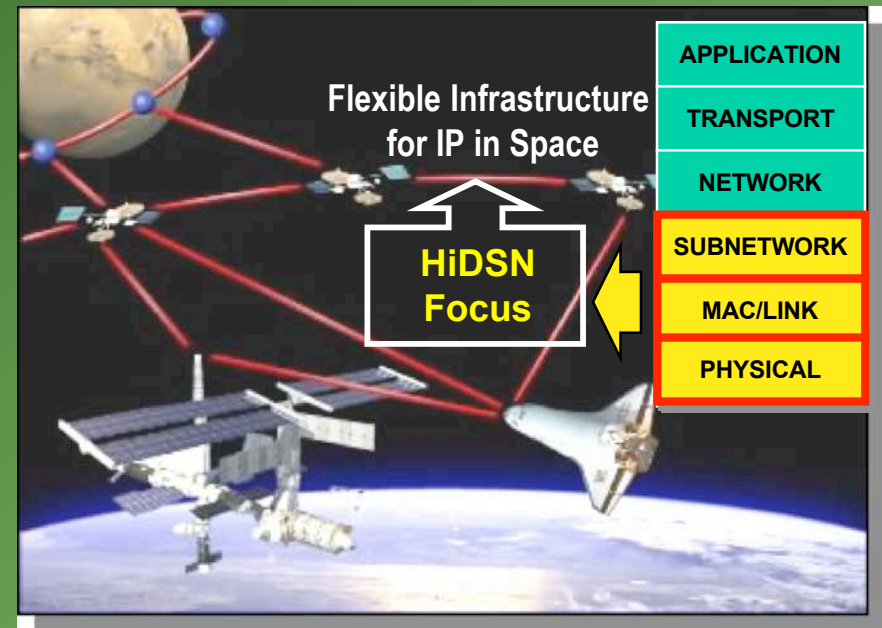 Flexible Infrastructure
for IP in Space
HiDSN
Focus
APPLICATION
TRANSPORT
NETWORK
SUBNETWORK
MAC/LINK
PHYSICAL